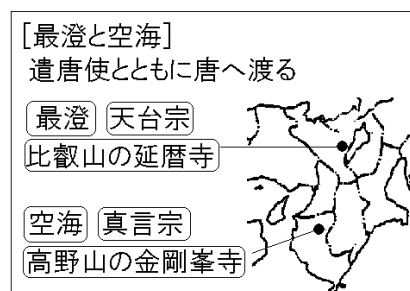 [最澄と空海]
遣唐使とともに唐へ渡る
最澄 天台宗
比叡山の延暦寺
空海 真言宗
高野山の金剛峯寺